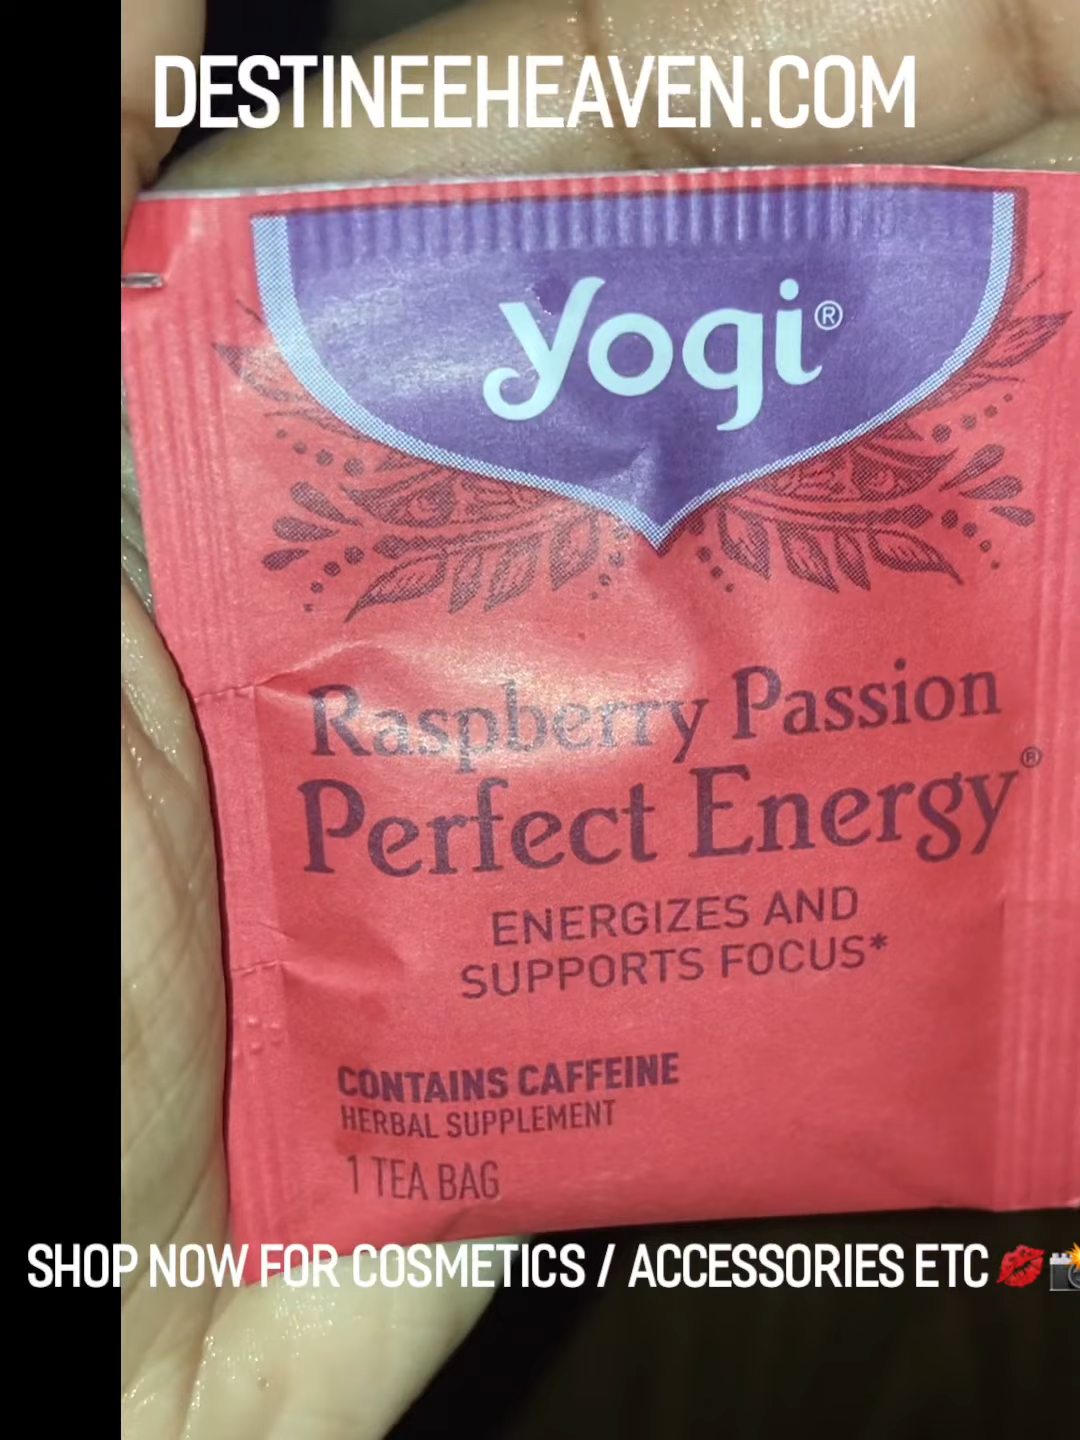 DESTINEEHEAVEN.COM
yogi®
Raspberry Passion
Perfect Energy®
ENERGIZES AND
SUPPORTS FOCUS*
CONTAINS CAFFEINE
HERBAL SUPPLEMENT
1 TEA BAG
SHOP NOW FOR COSMETICS / ACCESSORIES ETC💋📸